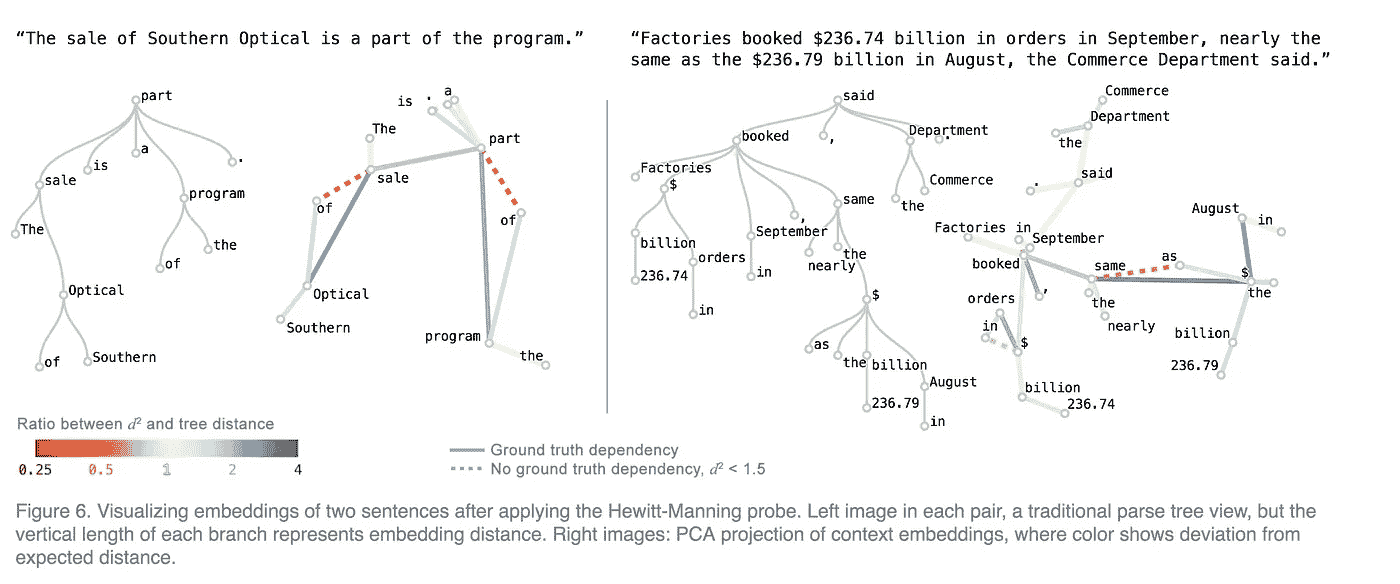 “The sale of Southern Optical is a part of the program.”
part
is
a
.
sale
program
The
of
the
Optical
of
Southern
is
.
a
The
part
sale
of
of
Optical
Southern
program
the
“Factories booked $236.74 billion in orders in September, nearly the
same as the $236.79 billion in August, the Commerce Department said.”
said
booked
,
Department
.
Factories
$
same
Commerce
the
billion
September
,
orders
nearly
the
236.74
in
in
$
as
the
billion
August
236.79
in
Commerce
Department
the
.
said
Factories
in
September
booked
August
in
same
as
$
the
,
the
nearly
orders
in
$
billion
236.79
billion
236.74
Ratio between d² and tree distance
0.25 0.5 1 2 4
Ground truth dependency
No ground truth dependency, d² < 1.5
Figure 6. Visualizing embeddings of two sentences after applying the Hewitt-Manning probe. Left image in each pair, a traditional parse tree view, but the
vertical length of each branch represents embedding distance. Right images: PCA projection of context embeddings, where color shows deviation from
expected distance.